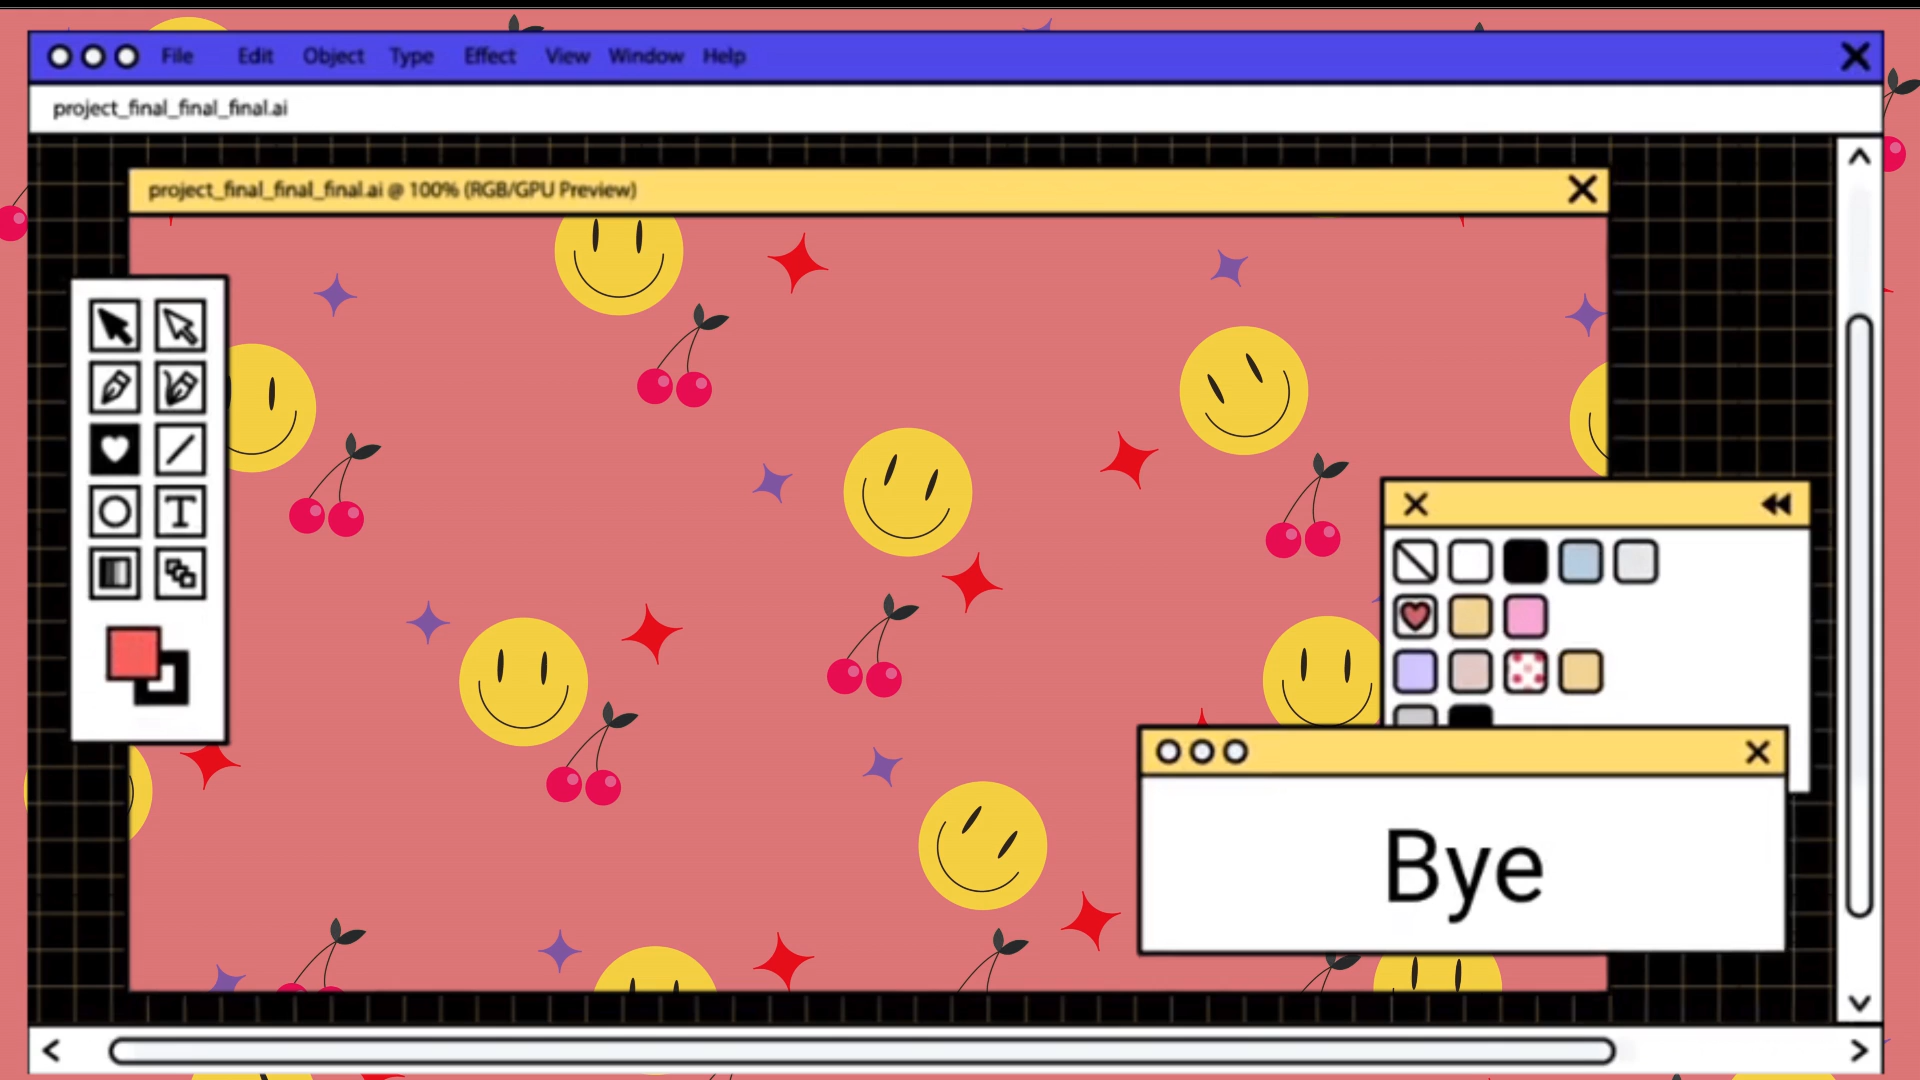 File Edit Object Type Effect View Window Help
project_final_final_final.ai
project_final_final_final.ai @ 100% (RGB/GPU Preview)
T
Bye